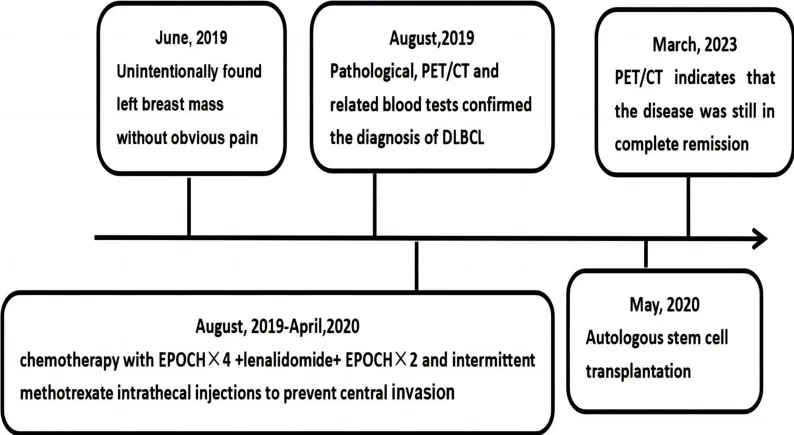 June, 2019
Unintentionally found
left breast mass
without obvious pain
August,2019
Pathological, PET/CT and
related blood tests confirmed
the diagnosis of DLBCL
March, 2023
PET/CT indicates that
the disease was still in
complete remission
August, 2019-April,2020
chemotherapy with EPOCH×4 +lenalidomide+ EPOCH×2 and intermittent
methotrexate intrathecal injections to prevent central invasion
May, 2020
Autologous stem cell
transplantation